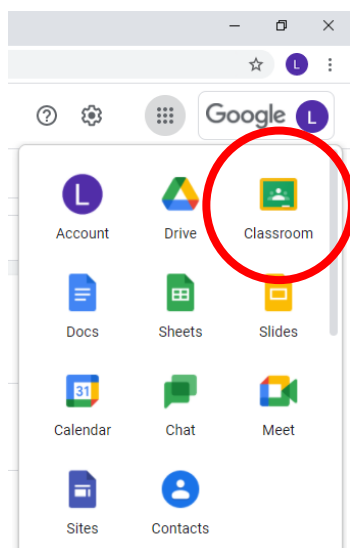 L
Google L
L
Account Drive Classroom
Docs Sheets Slides
31
Calendar Chat Meet
Sites Contacts